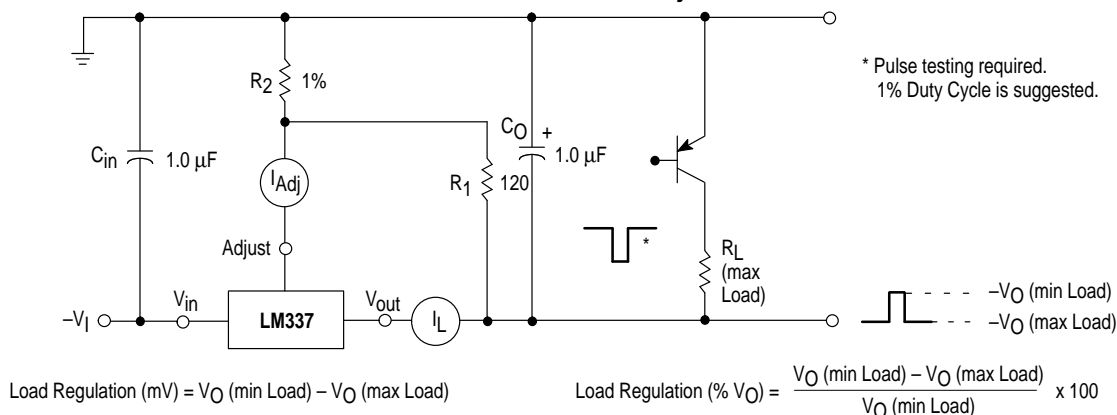 * Pulse testing required.
1% Duty Cycle is suggested.
R2 1%
CO +
1.0 μF
Cin 1.0 μF
IAdj
R1 120
Adjust
*
RL
(max
Load)
Vin
Vout
–VI
LM337
IL
–VO (min Load)
–VO (max Load)
Load Regulation (mV) = VO (min Load) – VO (max Load)
Load Regulation (% VO) = VO (min Load) – VO (max Load)
VO (min Load)
x 100